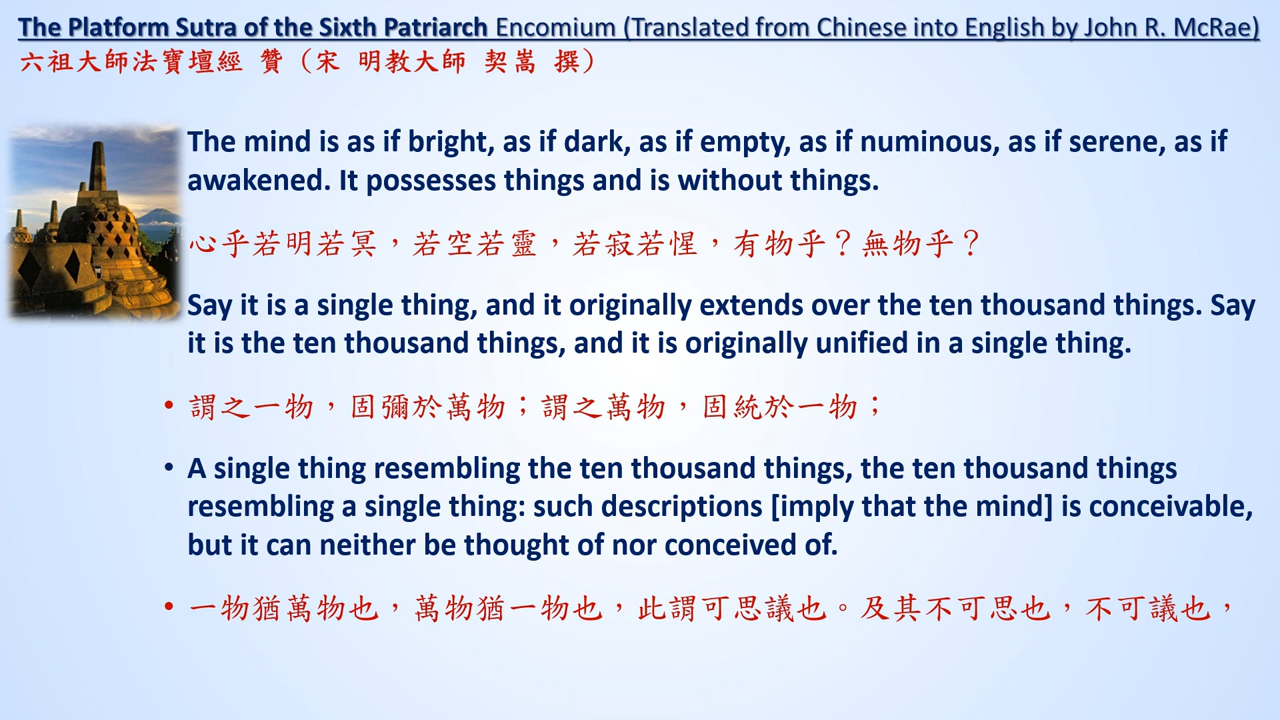 The Platform Sutra of the Sixth Patriarch Encomium (Translated from Chinese into English by John R. McRae)
六祖大師法寶壇經 贊 (宋 明教大師 契嵩 撰)
The mind is as if bright, as if dark, as if empty, as if numinous, as if serene, as if
awakened. It possesses things and is without things.
心乎若明若冥，若空若靈，若寂若惺，有物乎？無物乎？
Say it is a single thing, and it originally extends over the ten thousand things. Say
it is the ten thousand things, and it is originally unified in a single thing.
• 謂之一物，固彌於萬物；謂之萬物，固統於一物；
• A single thing resembling the ten thousand things, the ten thousand things
resembling a single thing: such descriptions [imply that the mind] is conceivable,
but it can neither be thought of nor conceived of.
• 一物猶萬物也，萬物猶一物也，此謂可思議也。及其不可思也，不可議也，